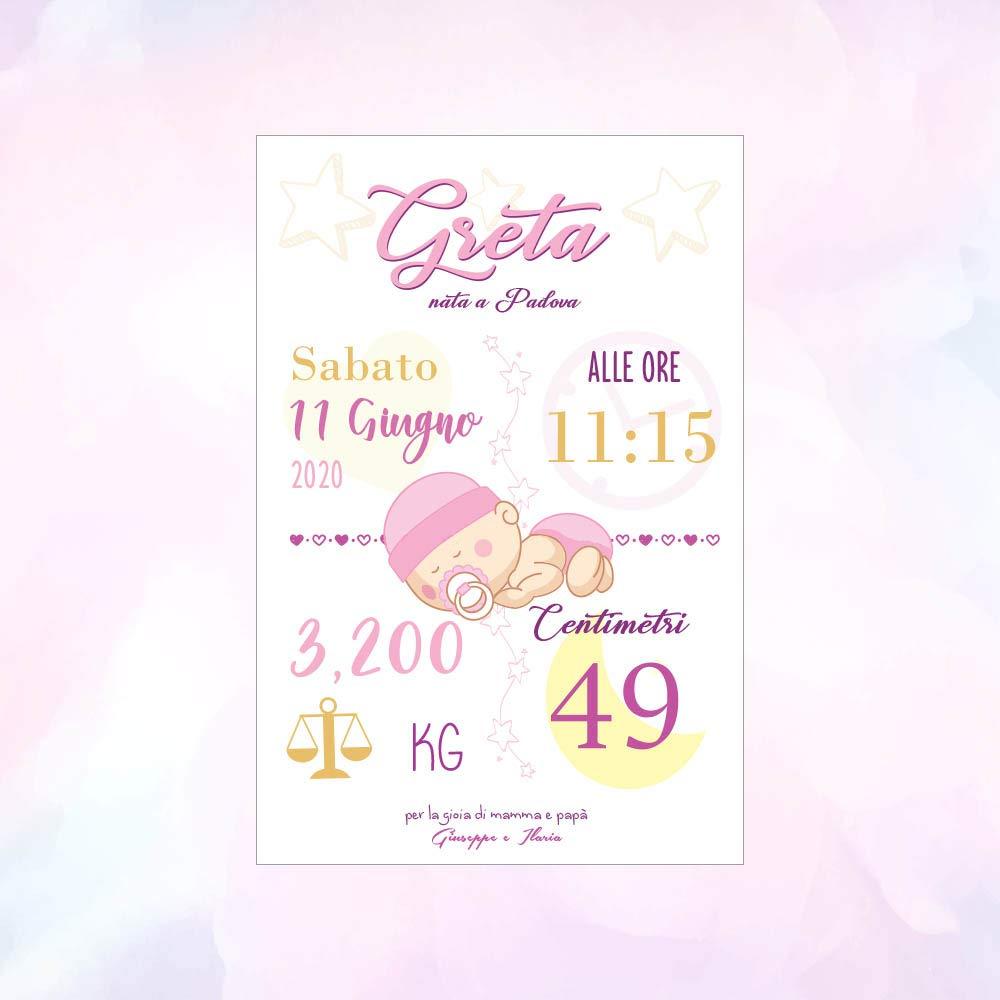 Greta
nata a Padova
Sabato
11 Giugno
2020
ALLE ORE
11:15
3,200
KG
Centimetri
49
per la gioia di mamma e papà
Giuseppe e Ilaria